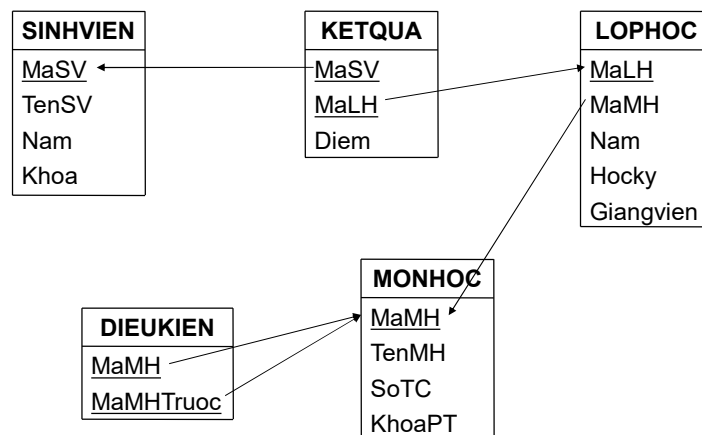 SINHVIEN
MaSV
TenSV
Nam
Khoa
KETQUA
MaSV
MaLH
Diem
LOPHOC
MaLH
MaMH
Nam
Hocky
Giangvien
DIEUKIEN
MaMH
MaMHTruoc
MONHOC
MaMH
TenMH
SoTC
KhoaPT